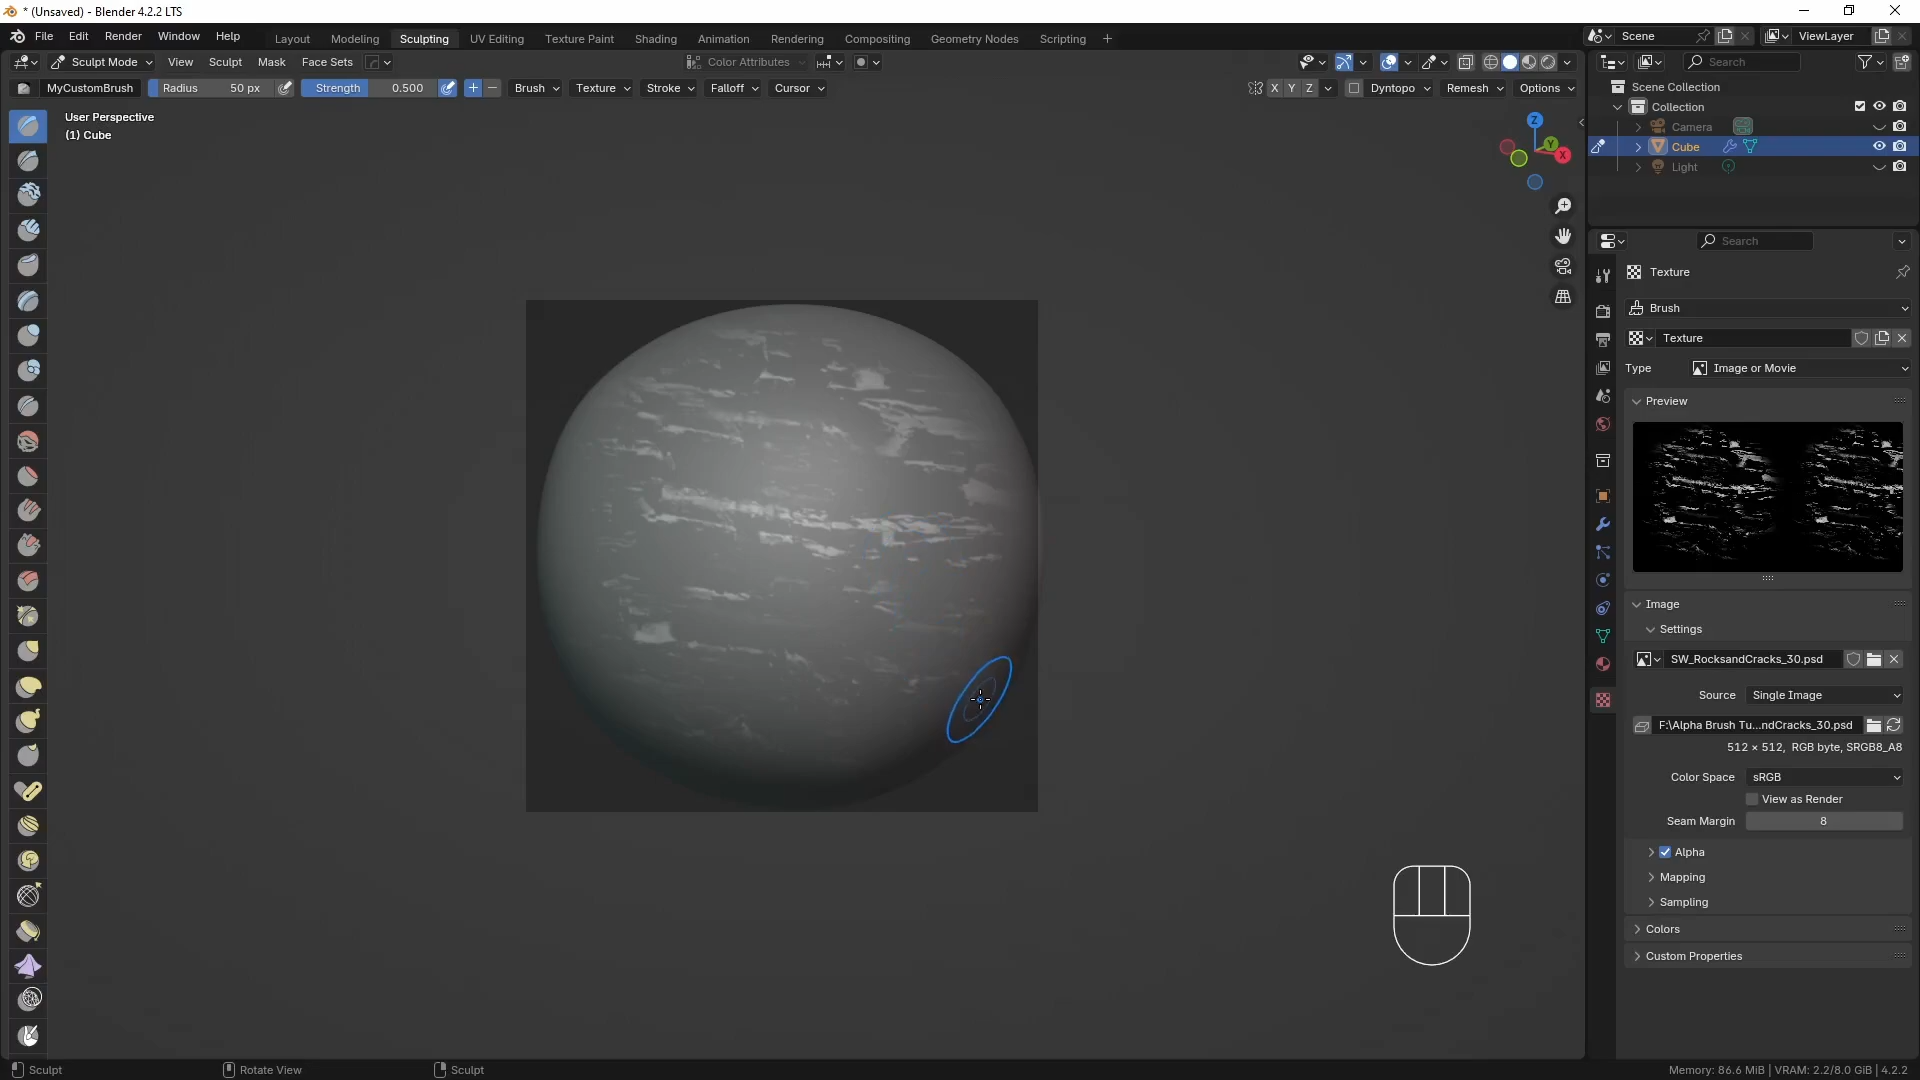 * (Unsaved) - Blender 4.2.2 LTS
File Edit Render Window Help Layout Modeling Sculpting UV Editing Texture Paint Shading Animation Rendering Compositing Geometry Nodes Scripting + Scene ViewLayer
Sculpt Mode View Sculpt Mask Face Sets Color Attributes Search
MyCustomBrush Radius 50 px Strength 0.500 Brush Texture Stroke Falloff Cursor X Y Z Dyntopo Remesh Options
Scene Collection
Collection
Camera
Cube
Light
User Perspective
(1) Cube
Z
Y
X
Search
Texture
Brush
Texture
Type Image or Movie
Preview
Image
Settings
SW_RocksandCracks_30.psd
Source Single Image
F:\Alpha Brush Tu...ndCracks_30.psd
512 × 512, RGB byte, SRGB8_A8
Color Space sRGB
View as Render
Seam Margin 8
Alpha
Mapping
Sampling
Colors
Custom Properties
Sculpt Rotate View Sculpt Memory: 86.6 MiB | VRAM: 2.2/8.0 GiB | 4.2.2